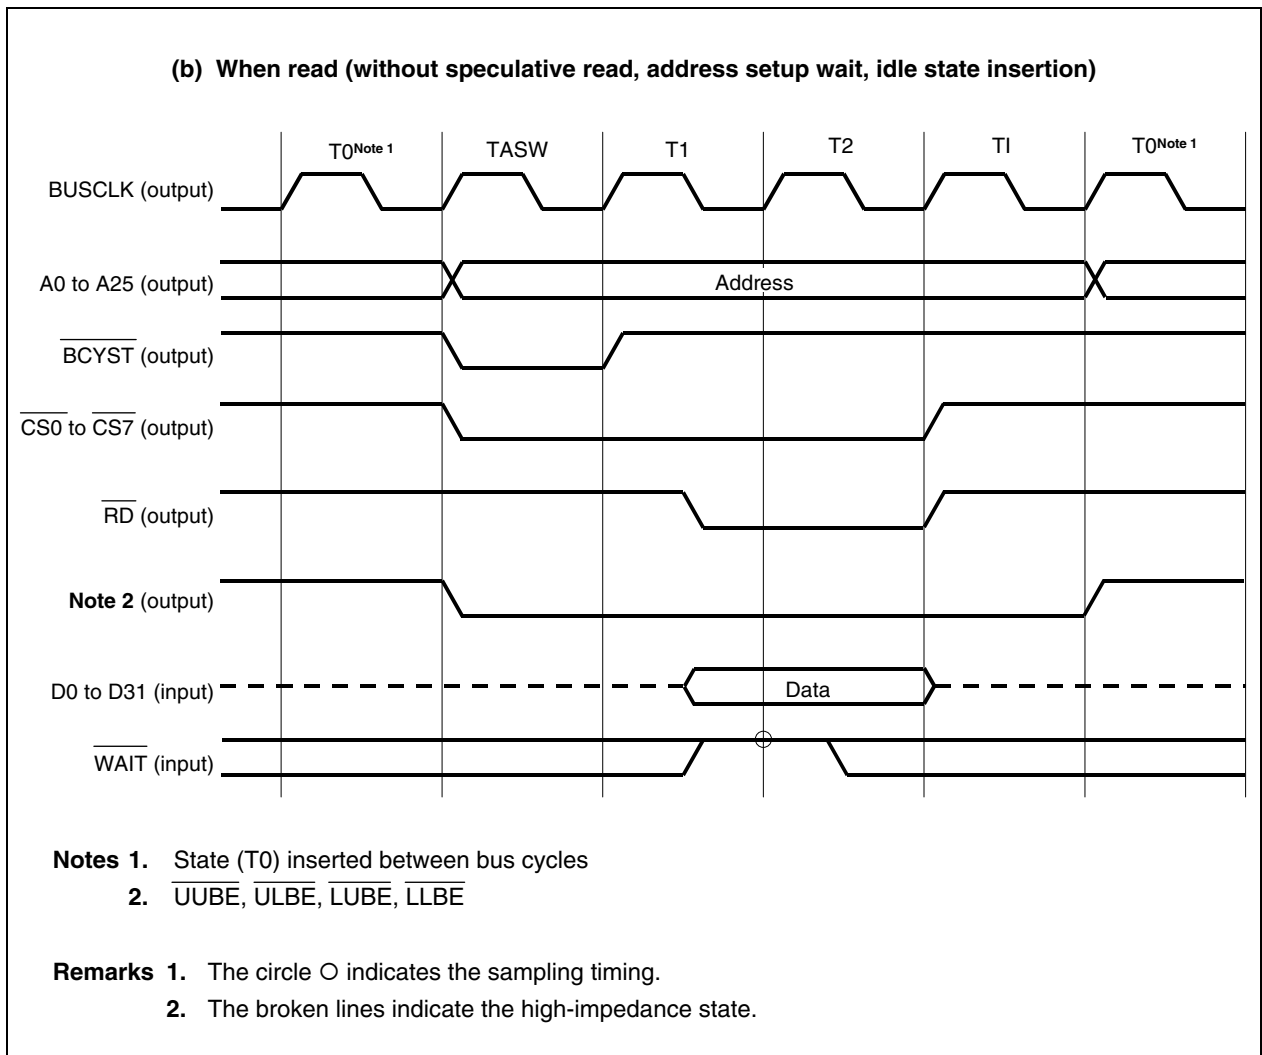 (b) When read (without speculative read, address setup wait, idle state insertion)
T0Note 1 TASW T1 T2 TI T0Note 1
BUSCLK (output)
A0 to A25 (output) Address
BCYST (output)
CS0 to CS7 (output)
RD (output)
Note 2 (output)
D0 to D31 (input) Data
WAIT (input)
Notes 1. State (T0) inserted between bus cycles
2. UUBE, ULBE, LUBE, LLBE
Remarks 1. The circle ○ indicates the sampling timing.
2. The broken lines indicate the high-impedance state.